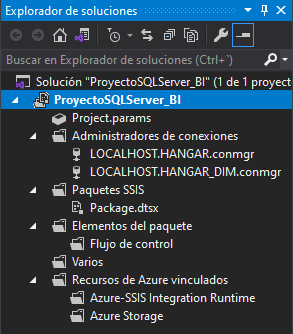 Explorador de soluciones
Buscar en Explorador de soluciones (Ctrl+`)
Solución "ProyectoSQLServer_BI" (1 de 1 proyecto
ProyectoSQLServer_BI
Project.params
Administradores de conexiones
LOCALHOST.HANGAR.conmgr
LOCALHOST.HANGAR_DIM.conmgr
Paquetes SSIS
Package.dtsx
Elementos del paquete
Flujo de control
Varios
Recursos de Azure vinculados
Azure-SSIS Integration Runtime
Azure Storage